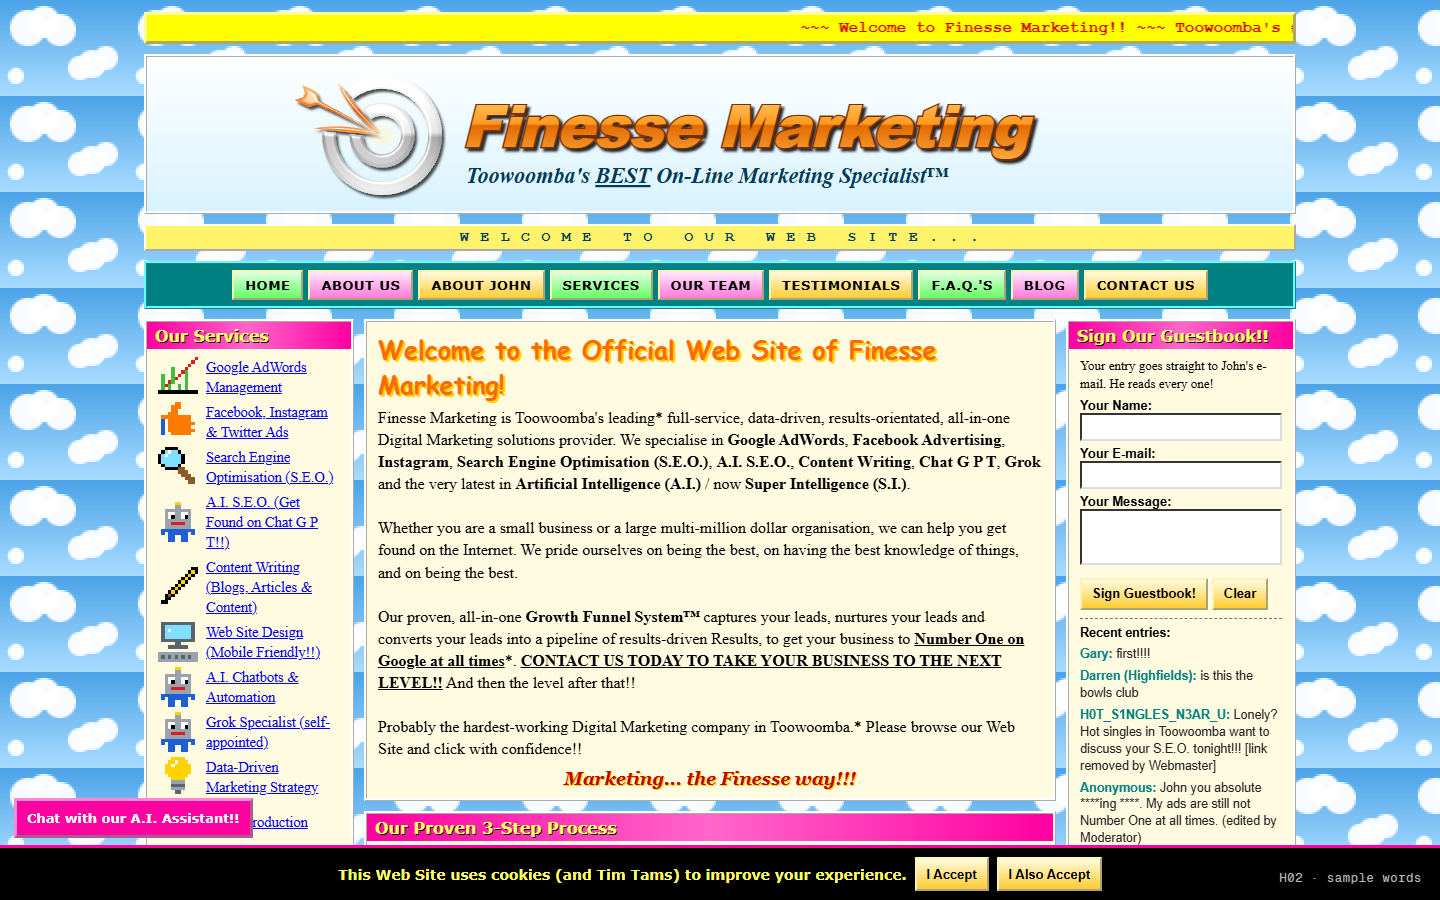 ~~~ Welcome to Finesse Marketing!! ~~~ Toowoomba's
Finesse Marketing
Toowoomba's BEST On-Line Marketing Specialist™
WELCOME TO OUR WEB SITE...
HOME
ABOUT US
ABOUT JOHN
SERVICES
OUR TEAM
TESTIMONIALS
F.A.Q.'S
BLOG
CONTACT US
Our Services
Google AdWords
Management
Facebook, Instagram
& Twitter Ads
Search Engine
Optimisation (S.E.O.)
A.I. S.E.O. (Get
Found on Chat G P
T!!)
Content Writing
(Blogs, Articles &
Content)
Web Site Design
(Mobile Friendly!!)
A.I. Chatbots &
Automation
Grok Specialist (self-
appointed)
Data-Driven
Marketing Strategy
roduction
Welcome to the Official Web Site of Finesse
Marketing!
Finesse Marketing is Toowoomba's leading* full-service, data-driven, results-orientated, all-in-one
Digital Marketing solutions provider. We specialise in Google AdWords, Facebook Advertising,
Instagram, Search Engine Optimisation (S.E.O.), A.I. S.E.O., Content Writing, Chat G P T, Grok
and the very latest in Artificial Intelligence (A.I.) / now Super Intelligence (S.I.).
Whether you are a small business or a large multi-million dollar organisation, we can help you get
found on the Internet. We pride ourselves on being the best, on having the best knowledge of things,
and on being the best.
Our proven, all-in-one Growth Funnel System™ captures your leads, nurtures your leads and
converts your leads into a pipeline of results-driven Results, to get your business to Number One on
Google at all times*. CONTACT US TODAY TO TAKE YOUR BUSINESS TO THE NEXT
LEVEL!! And then the level after that!!
Probably the hardest-working Digital Marketing company in Toowoomba.* Please browse our Web
Site and click with confidence!!
Marketing... the Finesse way!!!
Our Proven 3-Step Process
Sign Our Guestbook!!
Your entry goes straight to John's e-
mail. He reads every one!
Your Name:
Your E-mail:
Your Message:
Sign Guestbook!
Clear
Recent entries:
Gary: first!!!!
Darren (Highfields): is this the
bowls club
H0T_S1NGLES_N3AR_U: Lonely?
Hot singles in Toowoomba want to
discuss your S.E.O. tonight!!! [link
removed by Webmaster]
Anonymous: John you absolute
****ing ****. My ads are still not
Number One at all times. (edited by
Moderator)
Chat with our A.I. Assistant!!
This Web Site uses cookies (and Tim Tams) to improve your experience.
I Accept
I Also Accept
H02 · sample words